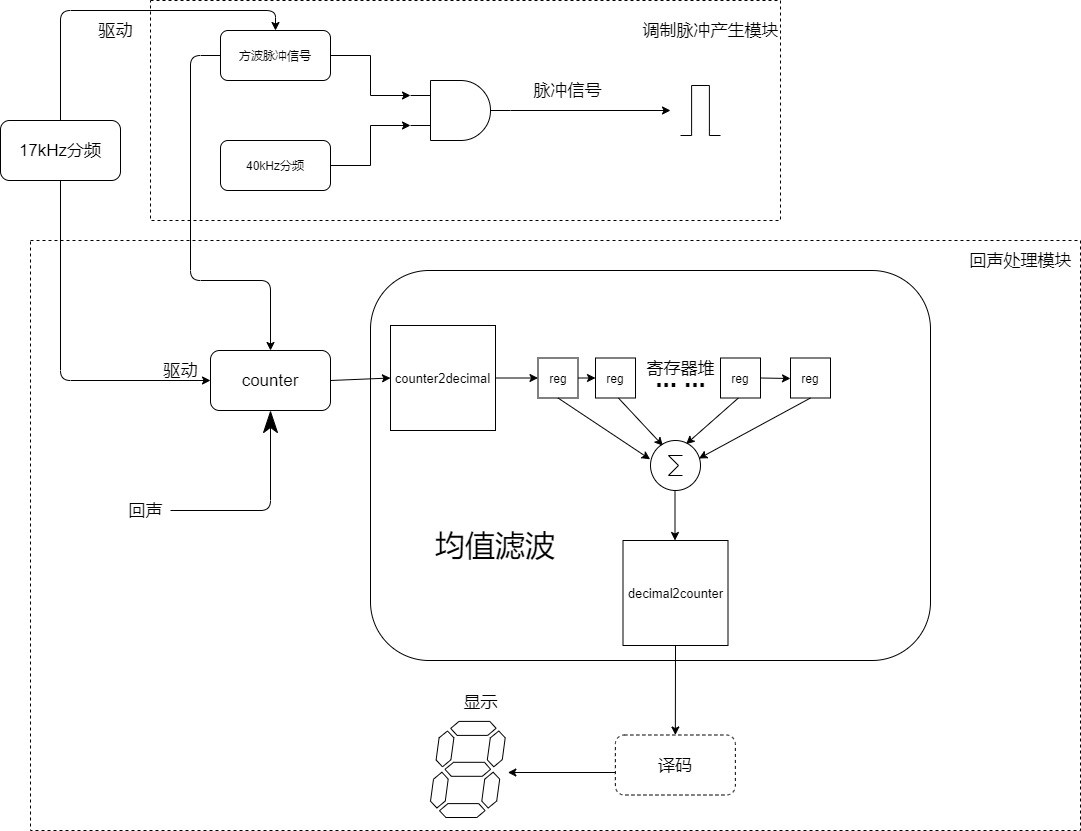 驱动
调制脉冲产生模块
方波脉冲信号
脉冲信号
17kHz分频
40kHz分频
回声处理模块
驱动
counter
counter2decimal
reg
reg
寄存器堆
... ...
reg
reg
Σ
回声
均值滤波
decimal2counter
显示
译码